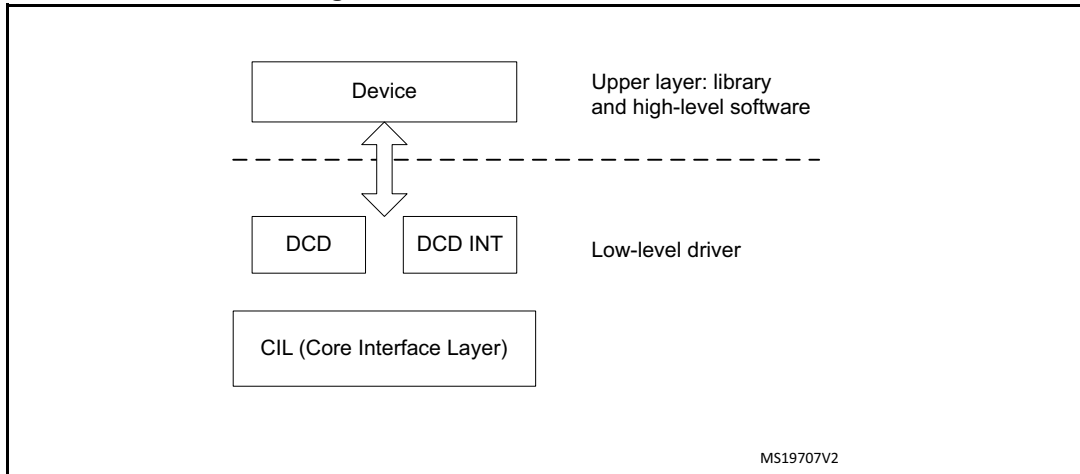 Device
Upper layer: library
and high-level software
DCD
DCD INT
Low-level driver
CIL (Core Interface Layer)
MS19707V2